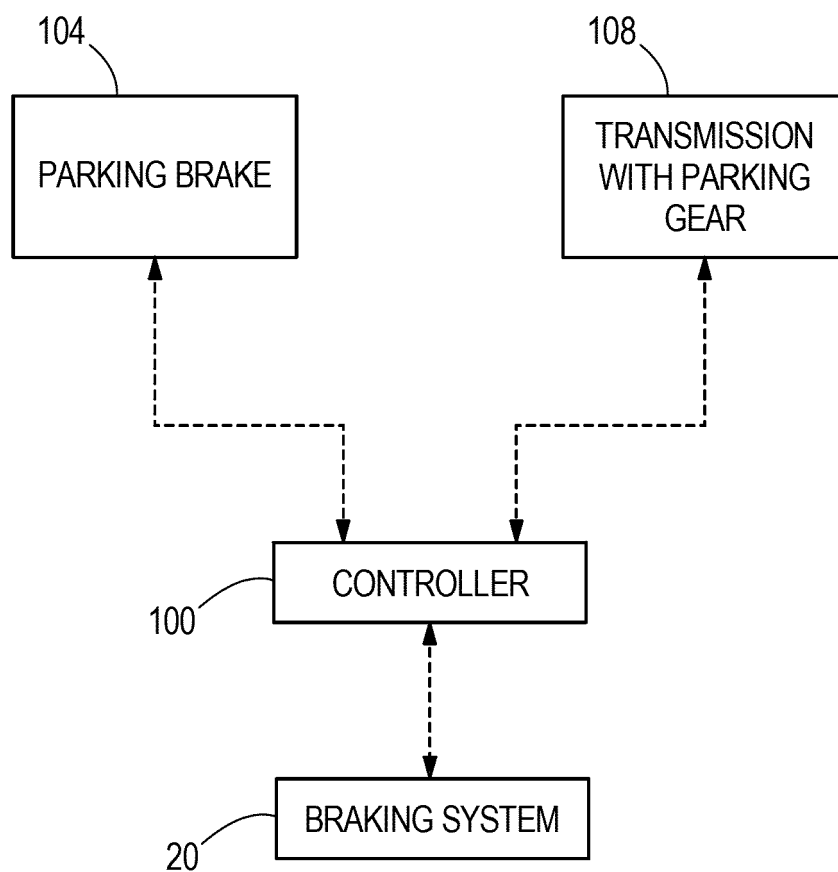 104
108
PARKING BRAKE
TRANSMISSION
WITH PARKING
GEAR
CONTROLLER
100
BRAKING SYSTEM
20